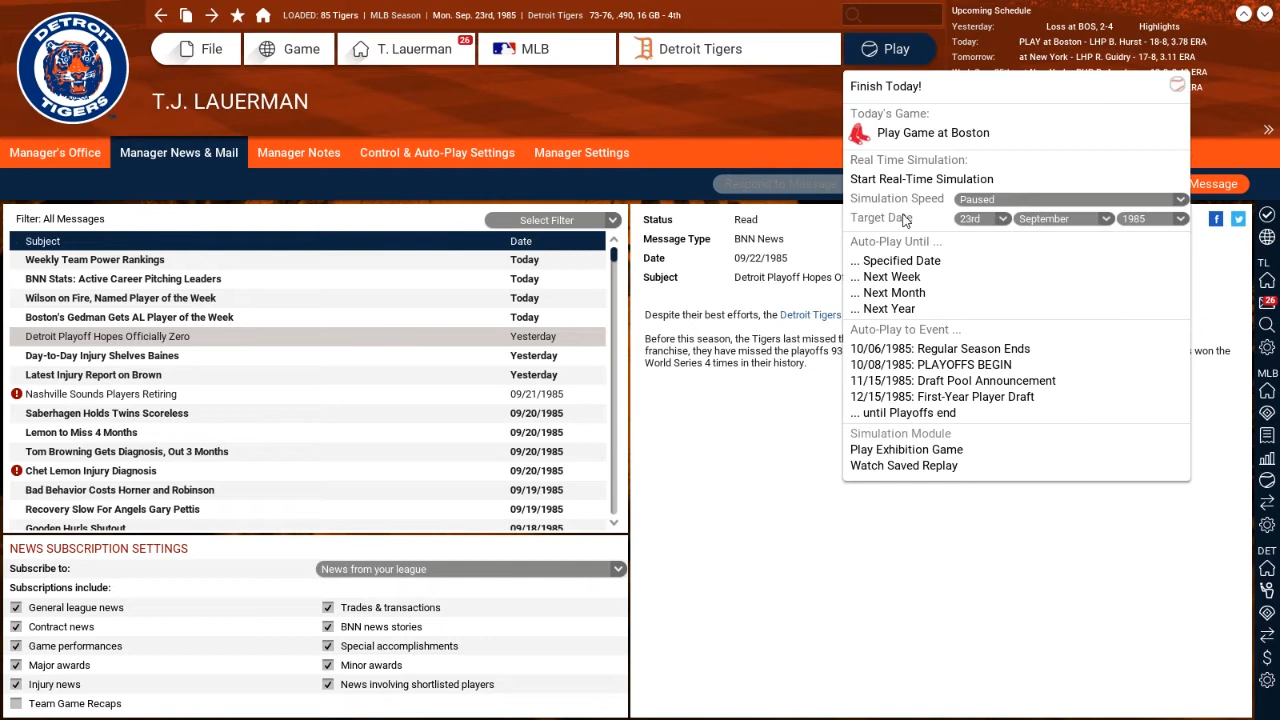 DETROIT
TIGERS
LOADED: 85 Tigers | MLB Season | Mon. Sep. 23rd, 1985 | Detroit Tigers 73-76, .490, 16 GB - 4th
Upcoming Schedule
Yesterday: Loss at BOS, 2-4 Highlights
Today: PLAY at Boston - LHP B. Hurst - 18-8, 3.78 ERA
Tomorrow: at New York - LHP R. Guidry - 17-8, 3.11 ERA
File
Game
T. Lauerman
26
MLB
Detroit Tigers
Play
T.J. LAUERMAN
Manager's Office
Manager News & Mail
Manager Notes
Control & Auto-Play Settings
Manager Settings
Respond to Message
Message
Finish Today!
Today's Game:
Play Game at Boston
Real Time Simulation:
Start Real-Time Simulation
Simulation Speed Paused
Target Date 23rd September 1985
Auto-Play Until ...
... Specified Date
... Next Week
... Next Month
... Next Year
Auto-Play to Event ...
10/06/1985: Regular Season Ends
10/08/1985: PLAYOFFS BEGIN
11/15/1985: Draft Pool Announcement
12/15/1985: First-Year Player Draft
... until Playoffs end
Simulation Module
Play Exhibition Game
Watch Saved Replay
Filter: All Messages
Select Filter
Subject Date
Weekly Team Power Rankings Today
BNN Stats: Active Career Pitching Leaders Today
Wilson on Fire, Named Player of the Week Today
Boston's Gedman Gets AL Player of the Week Today
Detroit Playoff Hopes Officially Zero Yesterday
Day-to-Day Injury Shelves Baines Yesterday
Latest Injury Report on Brown Yesterday
Nashville Sounds Players Retiring 09/21/1985
Saberhagen Holds Twins Scoreless 09/20/1985
Lemon to Miss 4 Months 09/20/1985
Tom Browning Gets Diagnosis, Out 3 Months 09/20/1985
Chet Lemon Injury Diagnosis 09/20/1985
Bad Behavior Costs Horner and Robinson 09/19/1985
Recovery Slow For Angels Gary Pettis 09/19/1985
Gooden Hurls Shutout 09/18/1985
Status Read
Message Type BNN News
Date 09/22/1985
Subject Detroit Playoff Hopes Of
Despite their best efforts, the Detroit Tigers
Before this season, the Tigers last missed th
franchise, they have missed the playoffs 93 s won the
World Series 4 times in their history.
NEWS SUBSCRIPTION SETTINGS
Subscribe to: News from your league
Subscriptions include:
General league news Trades & transactions
Contract news BNN news stories
Game performances Special accomplishments
Major awards Minor awards
Injury news News involving shortlisted players
Team Game Recaps
TL
26
MLB
DET